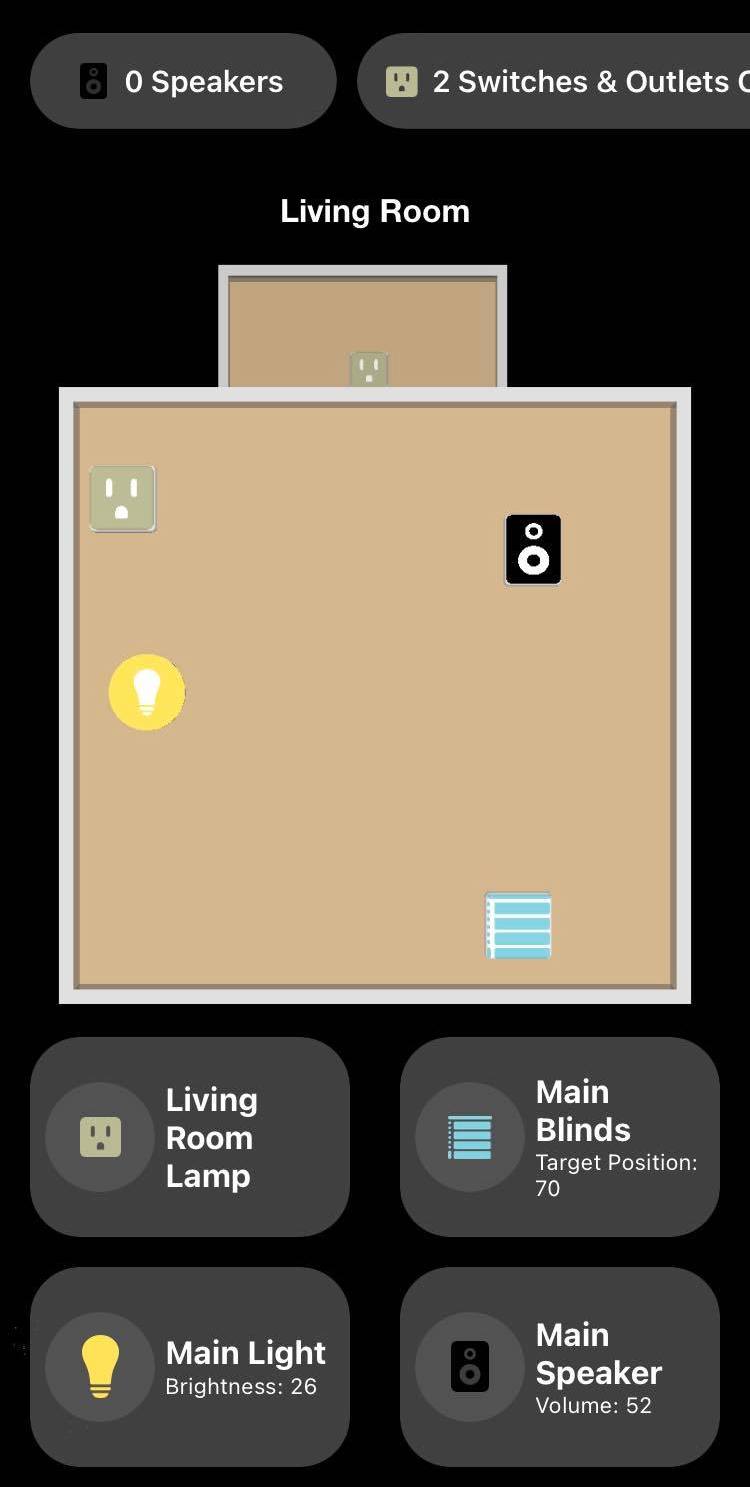 0 Speakers
2 Switches & Outlets
Living Room
Living
Room
Lamp
Main
Blinds
Target Position:
70
Main Light
Brightness: 26
Main
Speaker
Volume: 52